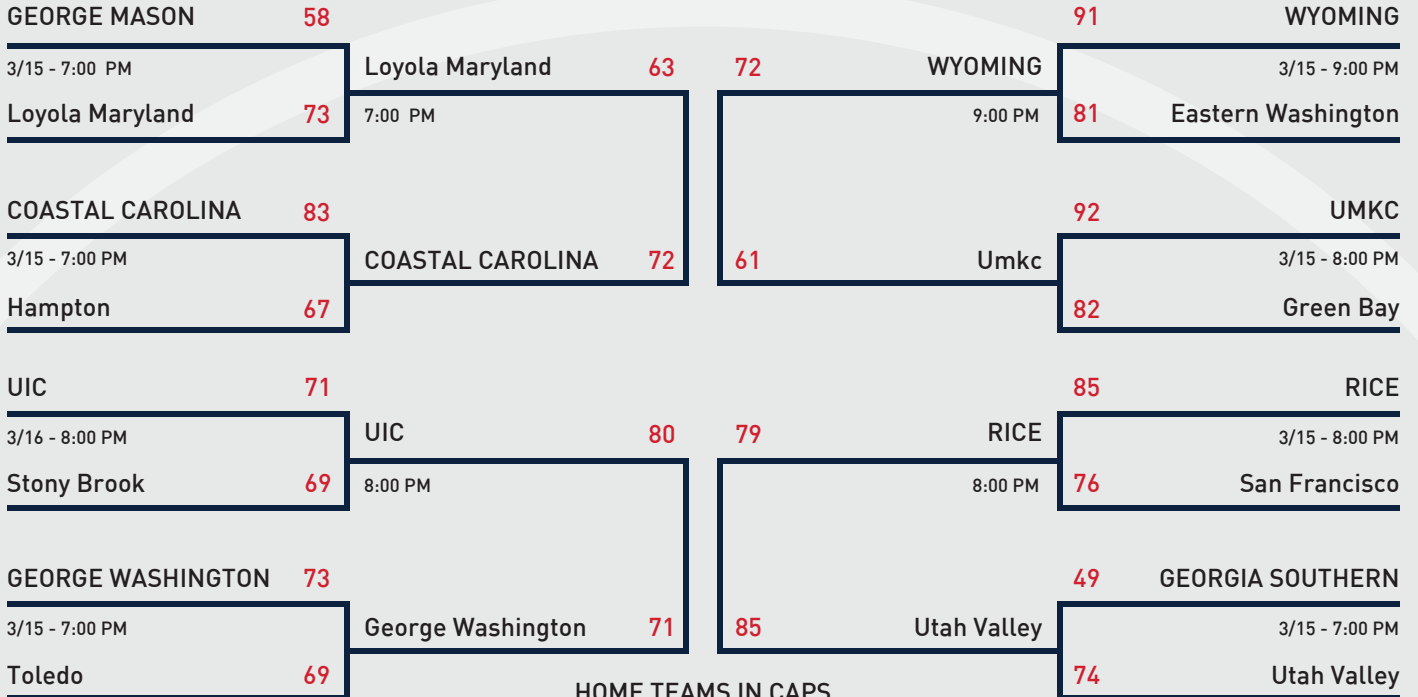 GEORGE MASON 58
3/15 - 7:00 PM
Loyola Maryland 73
COASTAL CAROLINA 83
3/15 - 7:00 PM
Hampton 67
UIC 71
3/16 - 8:00 PM
Stony Brook 69
GEORGE WASHINGTON 73
3/15 - 7:00 PM
Toledo 69
Loyola Maryland 63
7:00 PM
COASTAL CAROLINA 72
UIC 80
8:00 PM
George Washington 71
72 WYOMING
9:00 PM
61 Umkc
79 RICE
8:00 PM
85 Utah Valley
91 WYOMING
3/15 - 9:00 PM
81 Eastern Washington
92 UMKC
3/15 - 8:00 PM
82 Green Bay
85 RICE
3/15 - 8:00 PM
76 San Francisco
49 GEORGIA SOUTHERN
3/15 - 7:00 PM
74 Utah Valley
HOME TEAMS IN CAPS